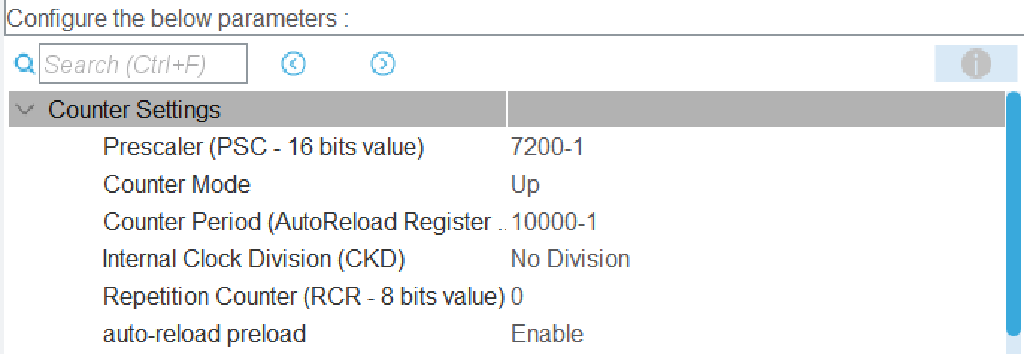 Configure the below parameters :
Search (Ctrl+F)
Counter Settings
Prescaler (PSC - 16 bits value) 7200-1
Counter Mode Up
Counter Period (AutoReload Register .. 10000-1
Internal Clock Division (CKD) No Division
Repetition Counter (RCR - 8 bits value) 0
auto-reload preload Enable